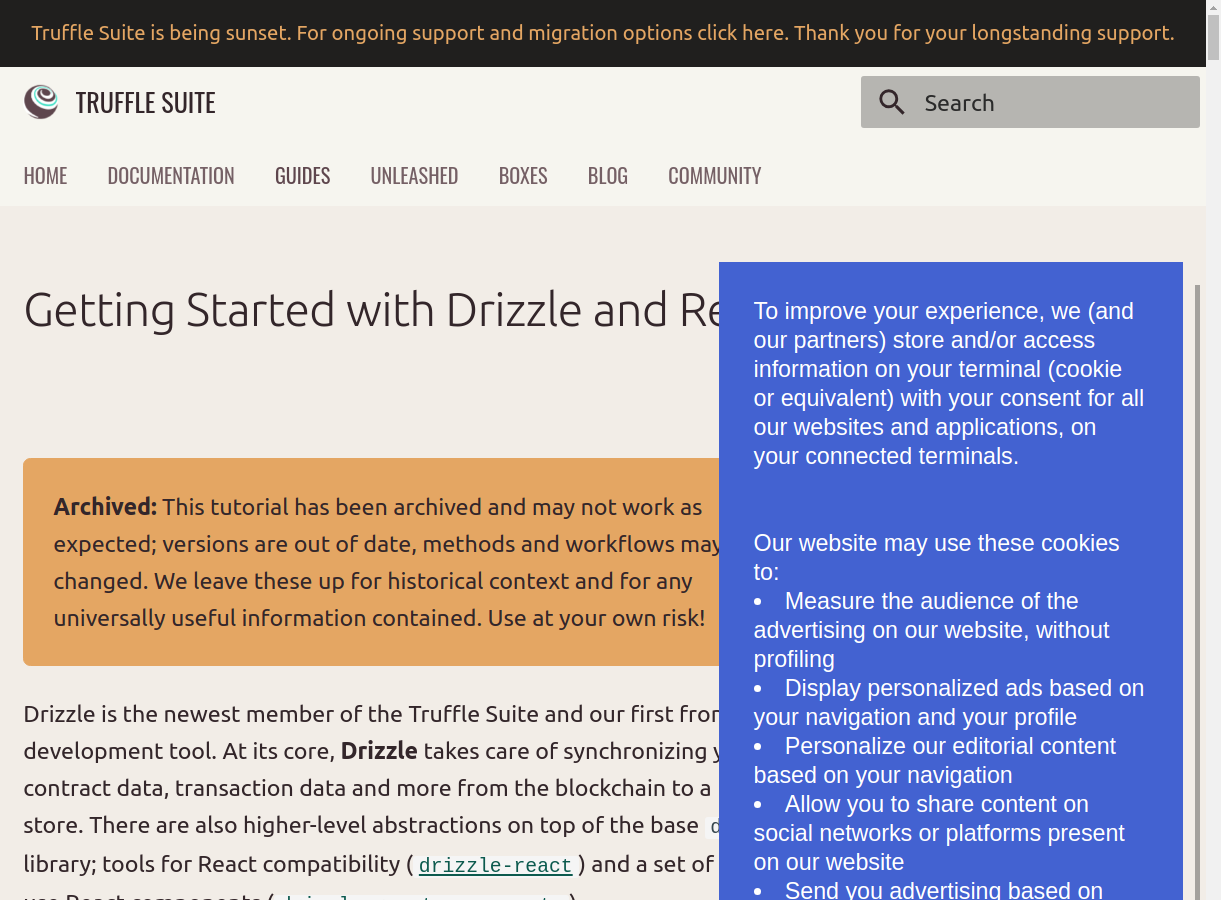 Truffle Suite is being sunset. For ongoing support and migration options click here. Thank you for your longstanding support.
TRUFFLE SUITE
Search
HOME DOCUMENTATION GUIDES UNLEASHED BOXES BLOG COMMUNITY
Getting Started with Drizzle and
Archived: This tutorial has been archived and may not work as
expected; versions are out of date, methods and workflows may
changed. We leave these up for historical context and for any
universally useful information contained. Use at your own risk!
Drizzle is the newest member of the Truffle Suite and our first
development tool. At its core, Drizzle takes care of synchronizing
contract data, transaction data and more from the blockchain to a
store. There are also higher-level abstractions on top of the base
library; tools for React compatibility ( drizzle-react ) and a set of
To improve your experience, we (and
our partners) store and/or access
information on your terminal (cookie
or equivalent) with your consent for all
our websites and applications, on
your connected terminals.
Our website may use these cookies
to:
• Measure the audience of the
advertising on our website, without
profiling
• Display personalized ads based on
your navigation and your profile
• Personalize our editorial content
based on your navigation
• Allow you to share content on
social networks or platforms present
on our website
• Send you advertising based on